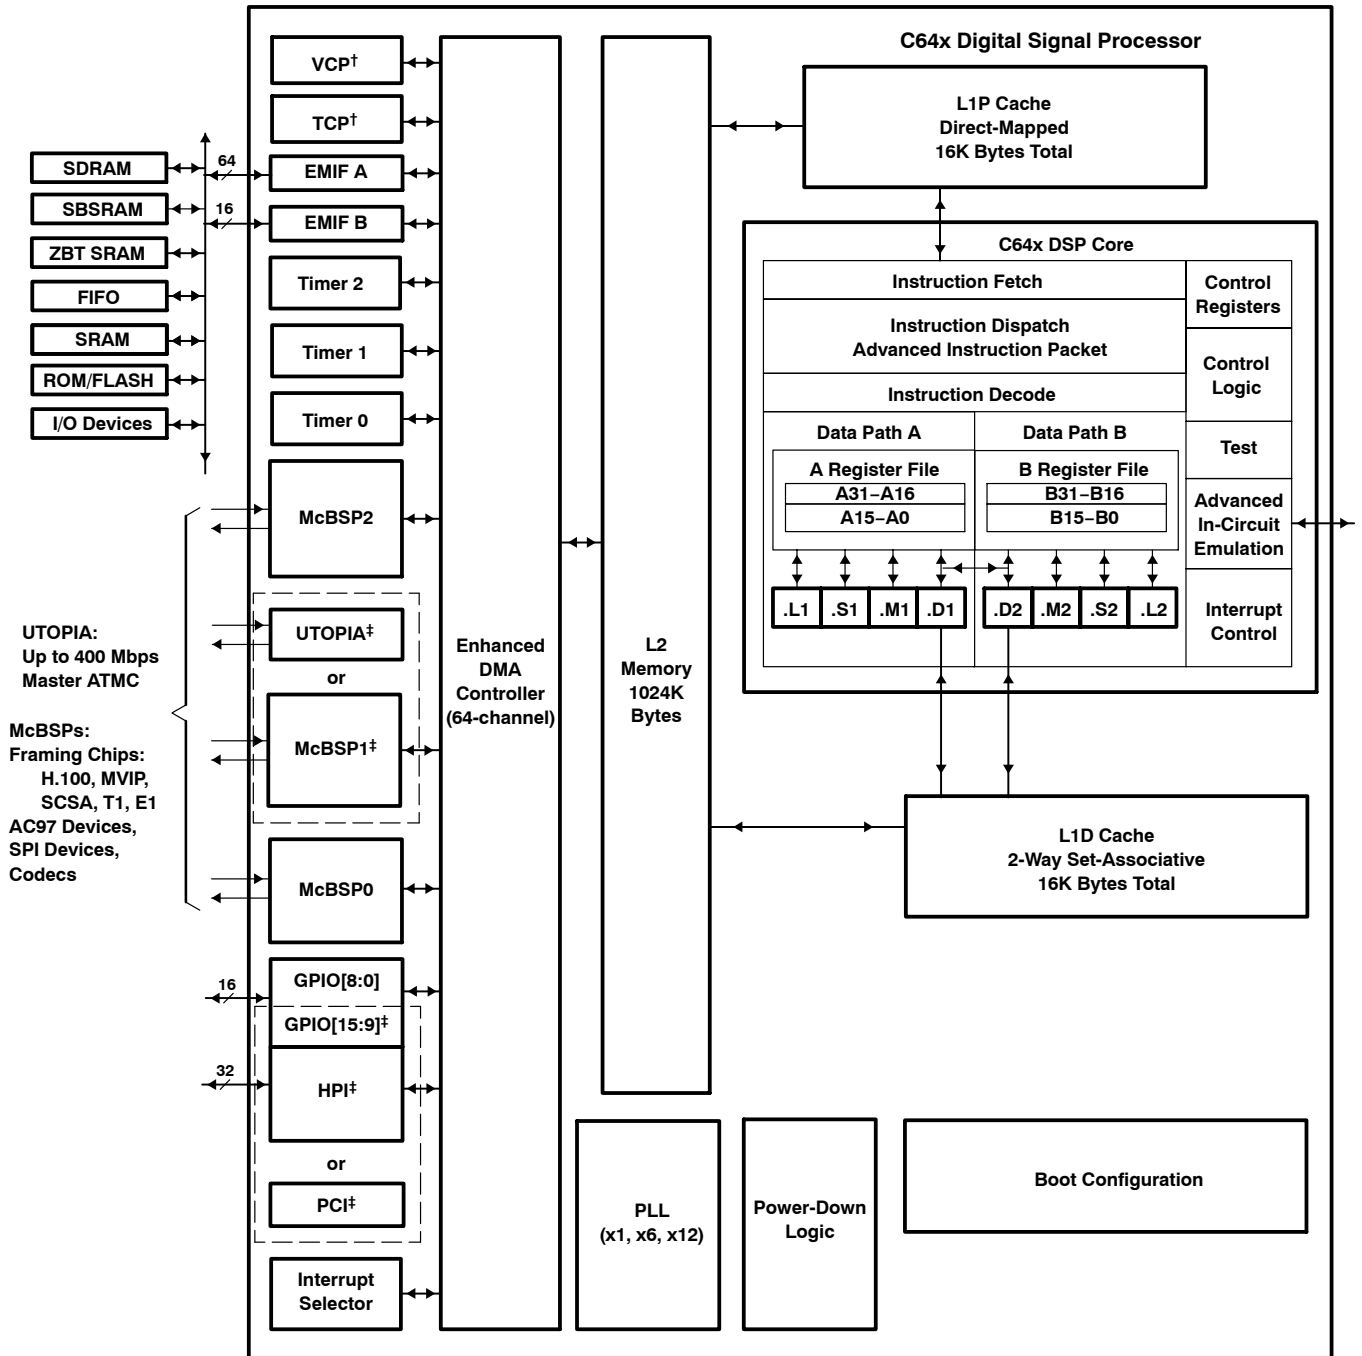 C64x Digital Signal Processor
VCP†
TCP†
EMIF A
EMIF B
Timer 2
Timer 1
Timer 0
McBSP2
UTOPIA‡
or
McBSP1‡
McBSP0
GPIO[8:0]
GPIO[15:9]‡
HPI‡
or
PCI‡
Interrupt
Selector
SDRAM
SBSRAM
ZBT SRAM
FIFO
SRAM
ROM/FLASH
I/O Devices
64
16
UTOPIA:
Up to 400 Mbps
Master ATMC
McBSPs:
Framing Chips:
H.100, MVIP,
SCSA, T1, E1
AC97 Devices,
SPI Devices,
Codecs
16
32
Enhanced
DMA
Controller
(64-channel)
L2
Memory
1024K
Bytes
L1P Cache
Direct-Mapped
16K Bytes Total
C64x DSP Core
Instruction Fetch
Instruction Dispatch
Advanced Instruction Packet
Instruction Decode
Data Path A
Data Path B
A Register File
A31−A16
A15−A0
B Register File
B31−B16
B15−B0
.L1 .S1 .M1 .D1
.D2 .M2 .S2 .L2
Control
Registers
Control
Logic
Test
Advanced
In-Circuit
Emulation
Interrupt
Control
L1D Cache
2-Way Set-Associative
16K Bytes Total
PLL
(x1, x6, x12)
Power-Down
Logic
Boot Configuration